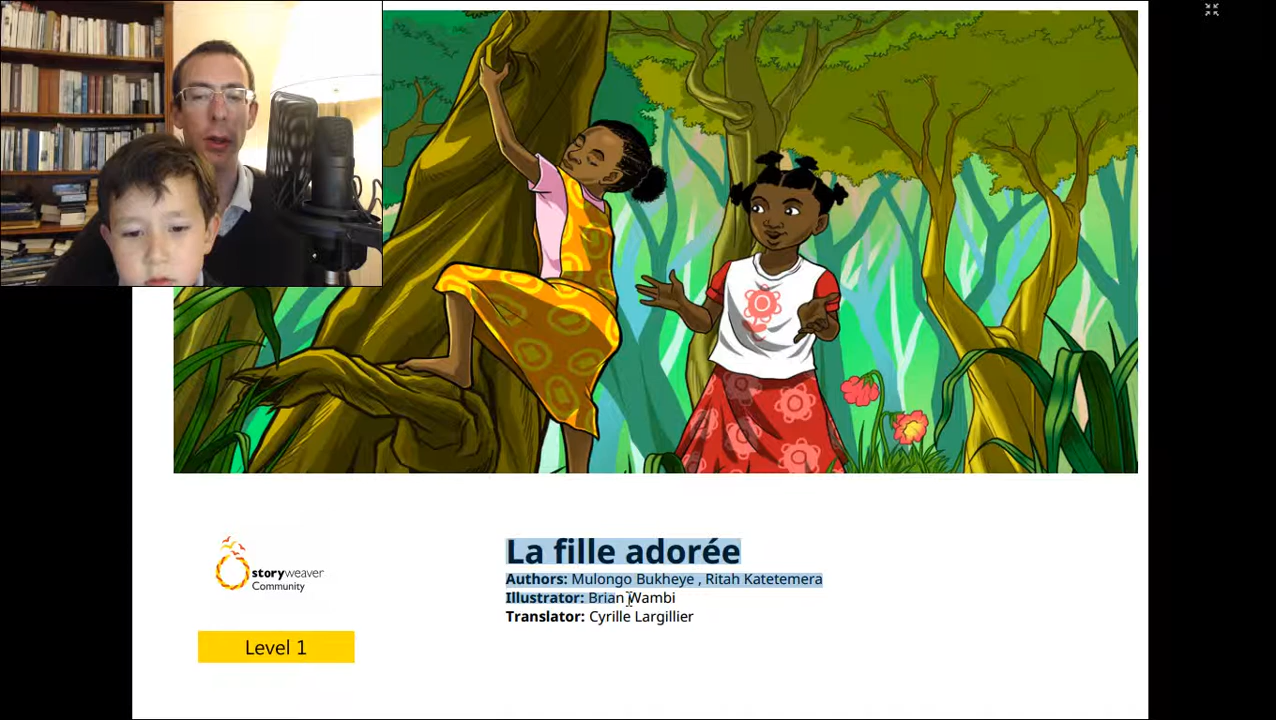 La fille adorée
Authors: Mulongo Bukheye , Ritah Katetemera
Illustrator: Brian Wambi
Translator: Cyrille Largillier
storyweaver
Community
Level 1